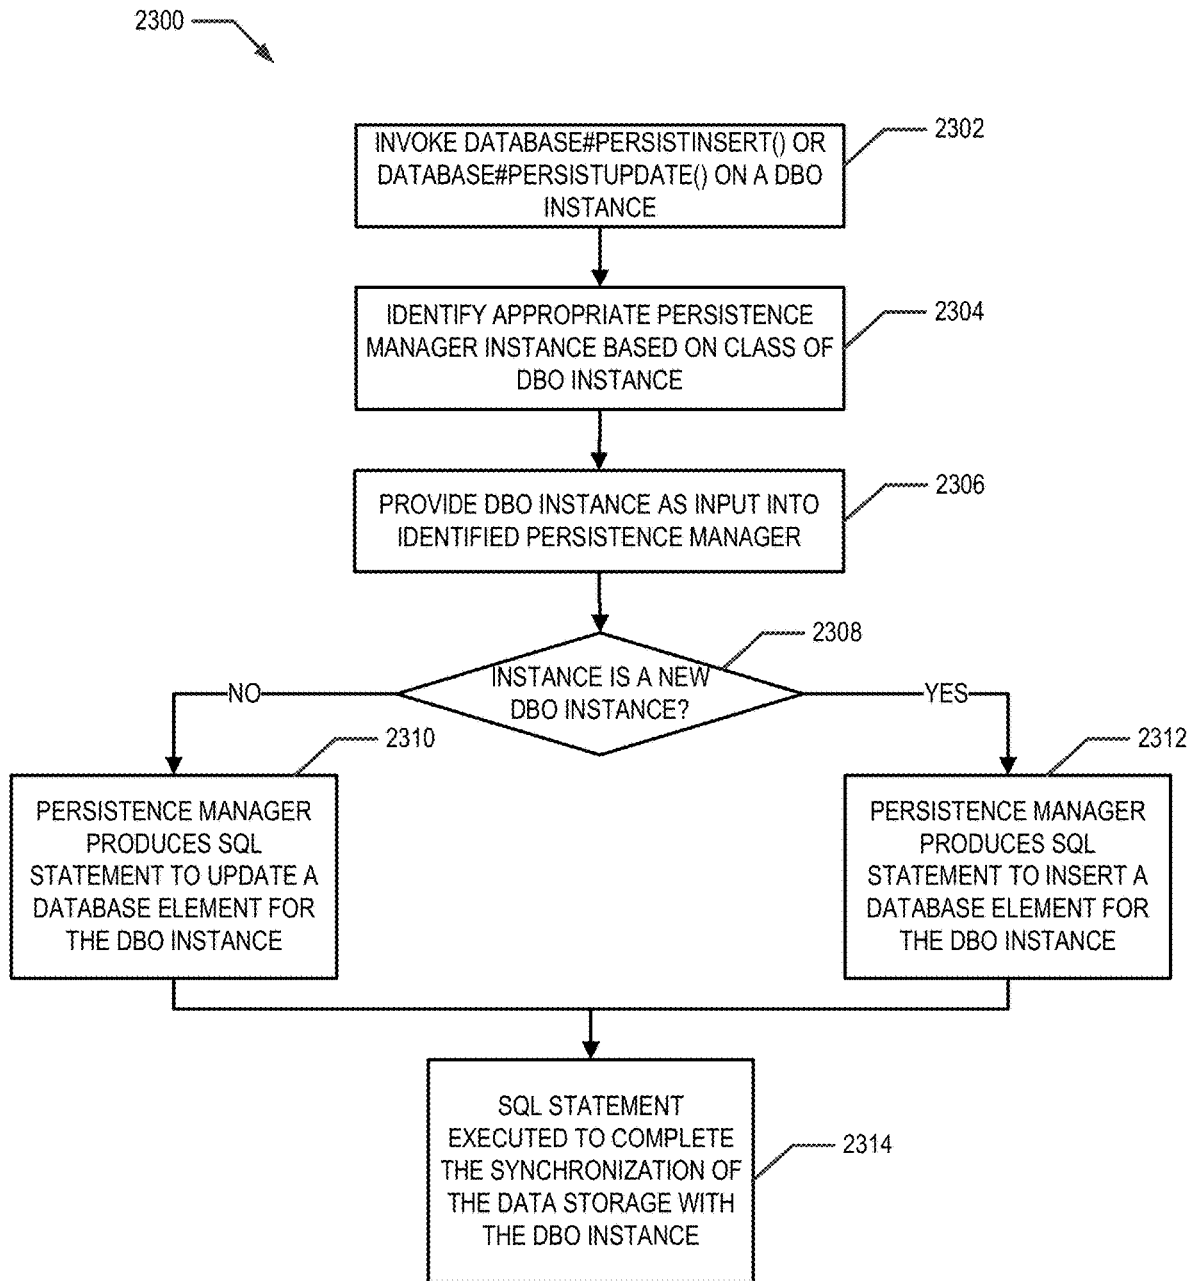 2300
INVOKE DATABASE#PERSISTINSERT() OR
DATABASE#PERSISTUPDATE() ON A DBO
INSTANCE
2302
IDENTIFY APPROPRIATE PERSISTENCE
MANAGER INSTANCE BASED ON CLASS OF
DBO INSTANCE
2304
PROVIDE DBO INSTANCE AS INPUT INTO
IDENTIFIED PERSISTENCE MANAGER
2306
INSTANCE IS A NEW
DBO INSTANCE?
2308
NO
YES
2310
PERSISTENCE MANAGER
PRODUCES SQL
STATEMENT TO UPDATE A
DATABASE ELEMENT FOR
THE DBO INSTANCE
2312
PERSISTENCE MANAGER
PRODUCES SQL
STATEMENT TO INSERT A
DATABASE ELEMENT FOR
THE DBO INSTANCE
SQL STATEMENT
EXECUTED TO COMPLETE
THE SYNCHRONIZATION OF
THE DATA STORAGE WITH
THE DBO INSTANCE
2314